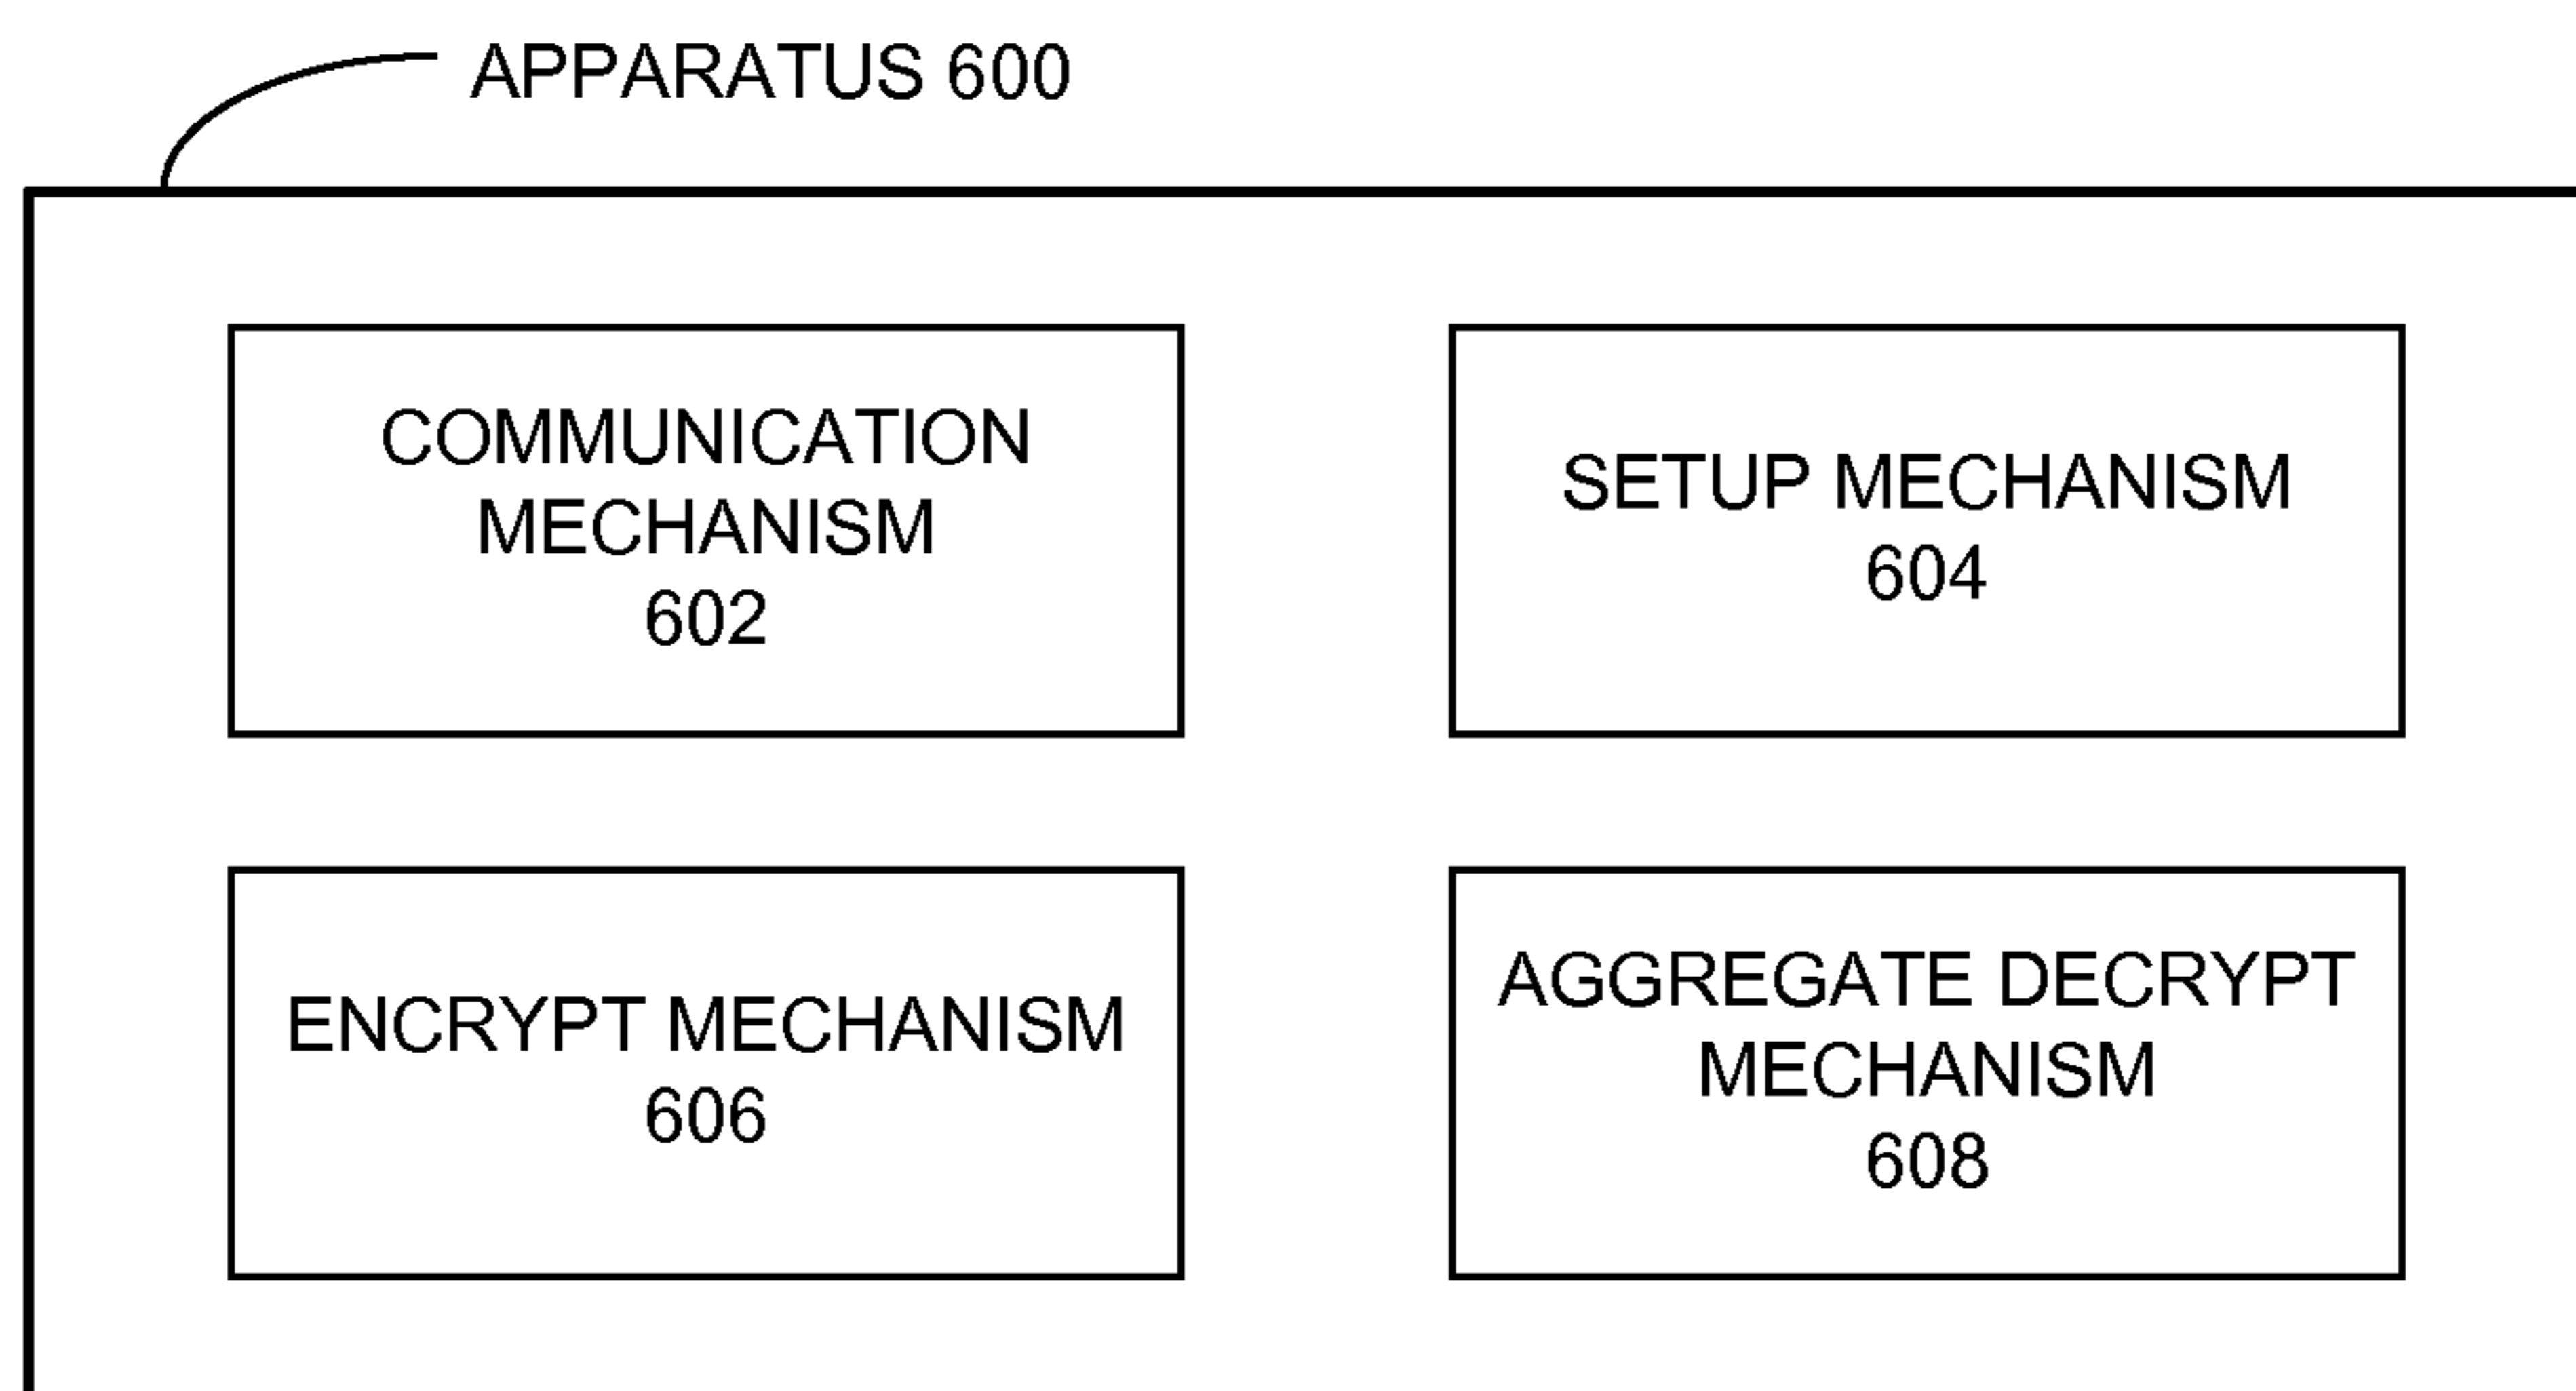 APPARATUS 600
COMMUNICATION
MECHANISM
602
SETUP MECHANISM
604
ENCRYPT MECHANISM
606
AGGREGATE DECRYPT
MECHANISM
608